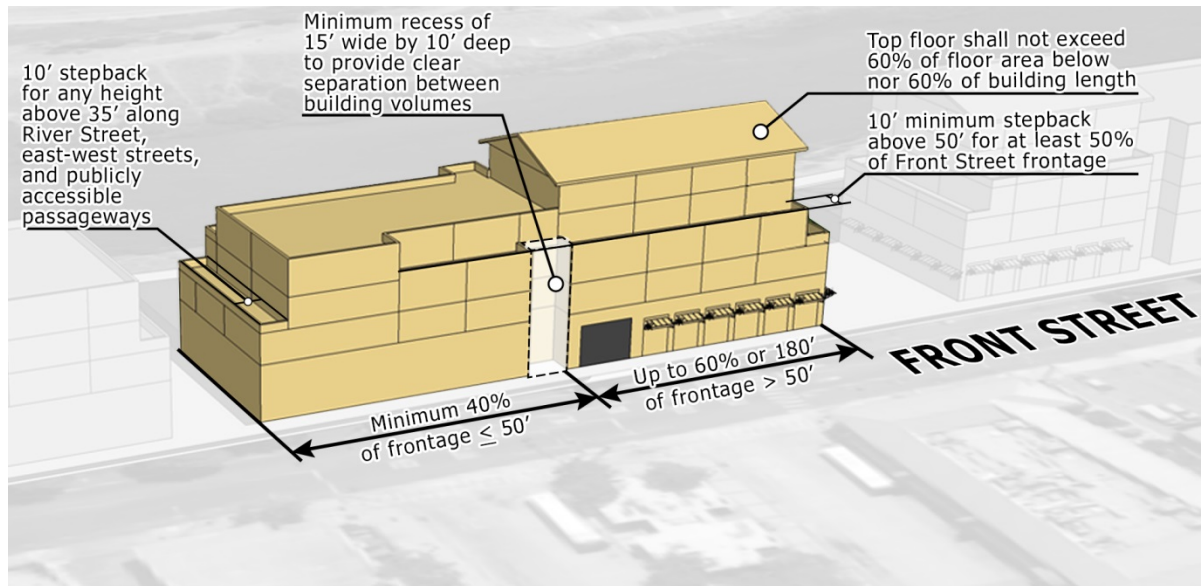 Minimum recess of
15’ wide by 10’ deep
to provide clear
separation between
building volumes
Top floor shall not exceed
60% of floor area below
nor 60% of building length
10’ stepback
for any height
above 35’ along
River Street,
east-west streets,
and publicly
accessible
passageways
10’ minimum stepback
above 50’ for at least 50%
of Front Street frontage
FRONT STREET
Minimum 40%
of frontage ≤ 50’
Up to 60% or 180’
of frontage > 50’